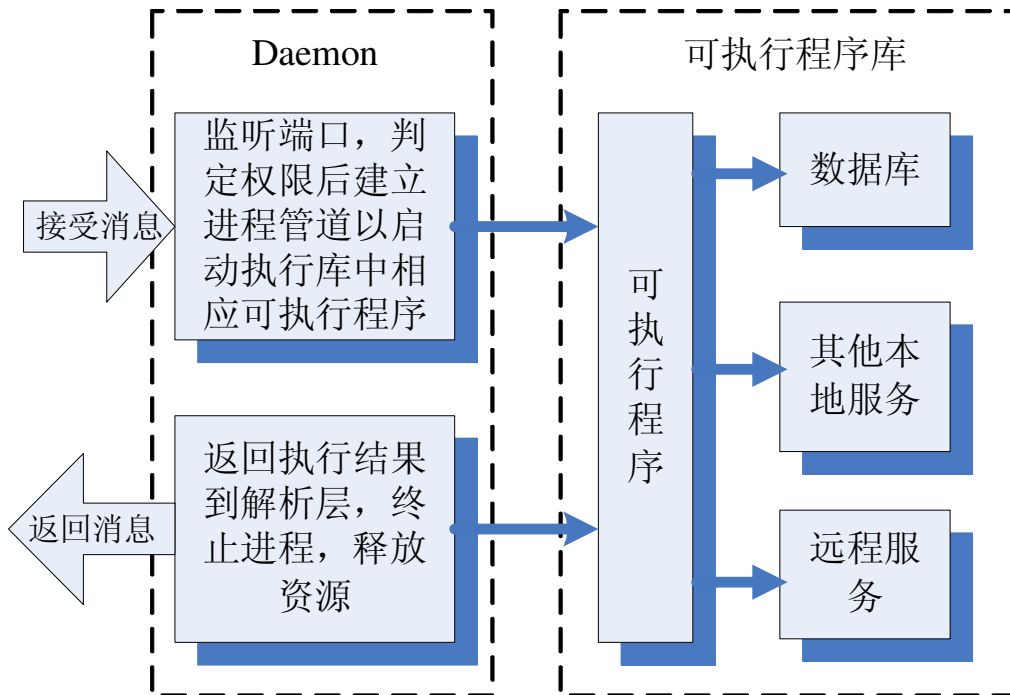 Daemon
可执行程序库
接受消息
监听端口，判
定权限后建立
进程管道以启
动执行库中相
应可执行程序
返回消息
返回执行结果
到解析层，终
止进程，释放
资源
可
执
行
程
序
数据库
其他本
地服务
远程服
务